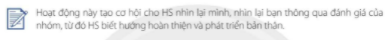 Hoạt động này tạo cơ hội cho HS nhìn lại mình, nhìn lại bạn thông qua đánh giá của
nhóm, từ đó HS biết hướng hoàn thiện và phát triển bản thân.